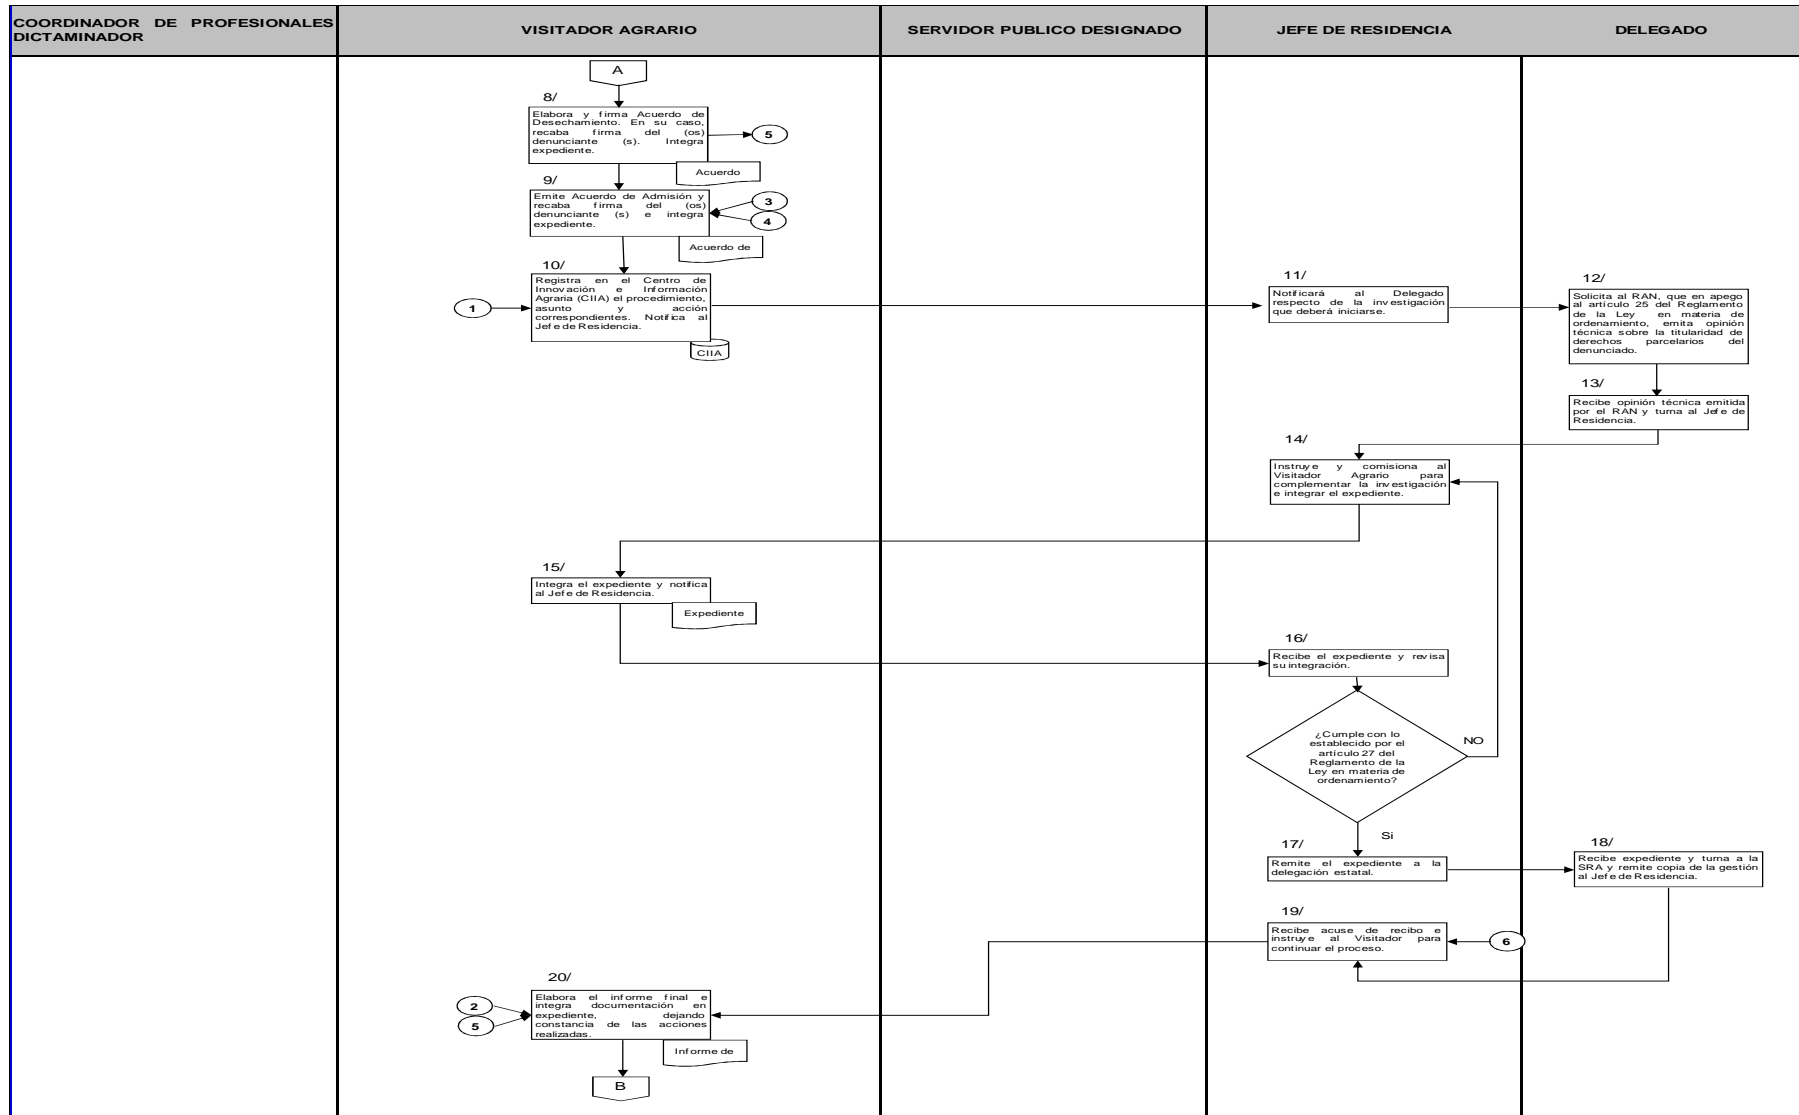 COORDINADOR DE PROFESIONALES
DICTAMINADOR
VISITADOR AGRARIO
SERVIDOR PUBLICO DESIGNADO
JEFE DE RESIDENCIA
DELEGADO
A
8/
Elabora y firma Acuerdo de
Desechamiento. En su caso,
recaba firma del (os)
denunciante (s). Integra
expediente.
5
Acuerdo
9/
Emite Acuerdo de Admisión y
recaba firma del (os)
denunciante (s) e integra
expediente.
3
4
Acuerdo de
10/
Registra en el Centro de
Innovación e Información
Agraria (CIIA) el procedimiento,
asunto y acción
correspondientes. Notifica al
Jefe de Residencia.
1
CIIA
11/
Notificará al Delegado
respecto de la investigación
que deberá iniciarse.
12/
Solicita al RAN, que en apego
al artículo 25 del Reglamento
de la Ley en materia de
ordenamiento, emita opinión
técnica sobre la titularidad de
derechos parcelarios del
denunciado.
13/
Recibe opinión técnica emitida
por el RAN y turna al Jefe de
Residencia.
14/
Instruye y comisiona al
Visitador Agrario para
complementar la investigación
e integrar el expediente.
15/
Integra el expediente y notifica
al Jefe de Residencia.
Expediente
16/
Recibe el expediente y revisa
su integración.
¿Cumple con lo
establecido por el
artículo 27 del
Reglamento de la
Ley en materia de
ordenamiento?
NO
Si
17/
Remite el expediente a la
delegación estatal.
18/
Recibe expediente y turna a la
SRA y remite copia de la gestión
al Jefe de Residencia.
19/
Recibe acuse de recibo e
instruye al Visitador para
continuar el proceso.
6
20/
Elabora el informe final e
integra documentación en
expediente, dejando
constancia de las acciones
realizadas.
2
5
Informe de
B